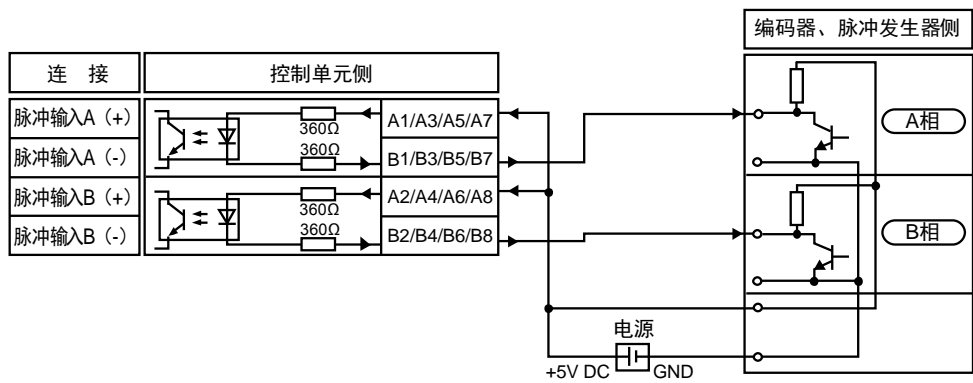 编码器、脉冲发生器侧
连 接
控制单元侧
脉冲输入A（+）
360Ω
A1/A3/A5/A7
A相
脉冲输入A（-）
360Ω
B1/B3/B5/B7
脉冲输入B（+）
360Ω
A2/A4/A6/A8
脉冲输入B（-）
360Ω
B2/B4/B6/B8
B相
电源
+5V DC
GND